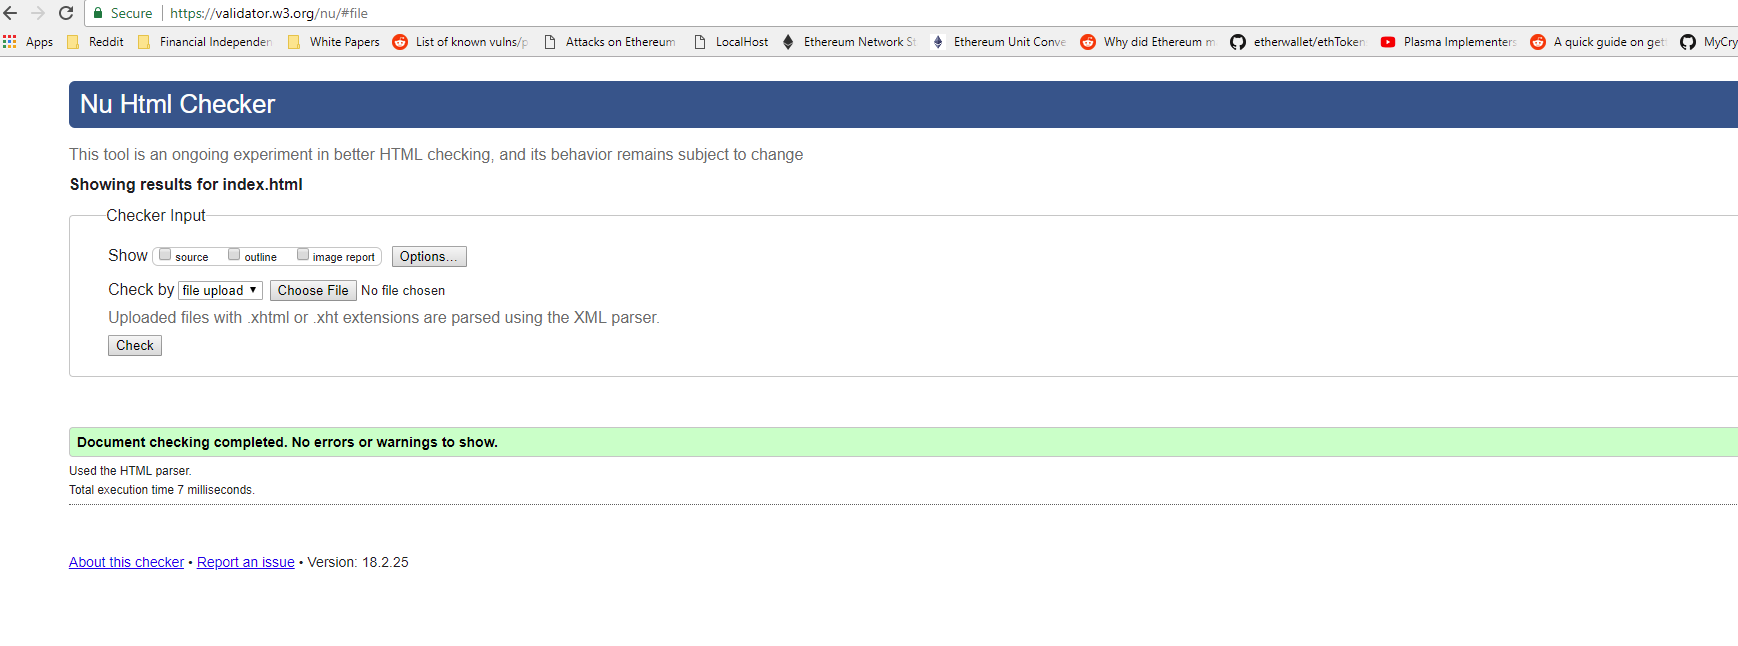 Secure https://validator.w3.org/nu/#file
Apps Reddit Financial Independen White Papers List of known vulns/p Attacks on Ethereum LocalHost Ethereum Network St Ethereum Unit Conve Why did Ethereum m etherwallet/ethToken Plasma Implementers A quick guide on gett MyCry
Nu Html Checker
This tool is an ongoing experiment in better HTML checking, and its behavior remains subject to change
Showing results for index.html
Checker Input
Show source outline image report Options...
Check by file upload Choose File No file chosen
Uploaded files with .xhtml or .xht extensions are parsed using the XML parser.
Check
Document checking completed. No errors or warnings to show.
Used the HTML parser.
Total execution time 7 milliseconds.
About this checker • Report an issue • Version: 18.2.25